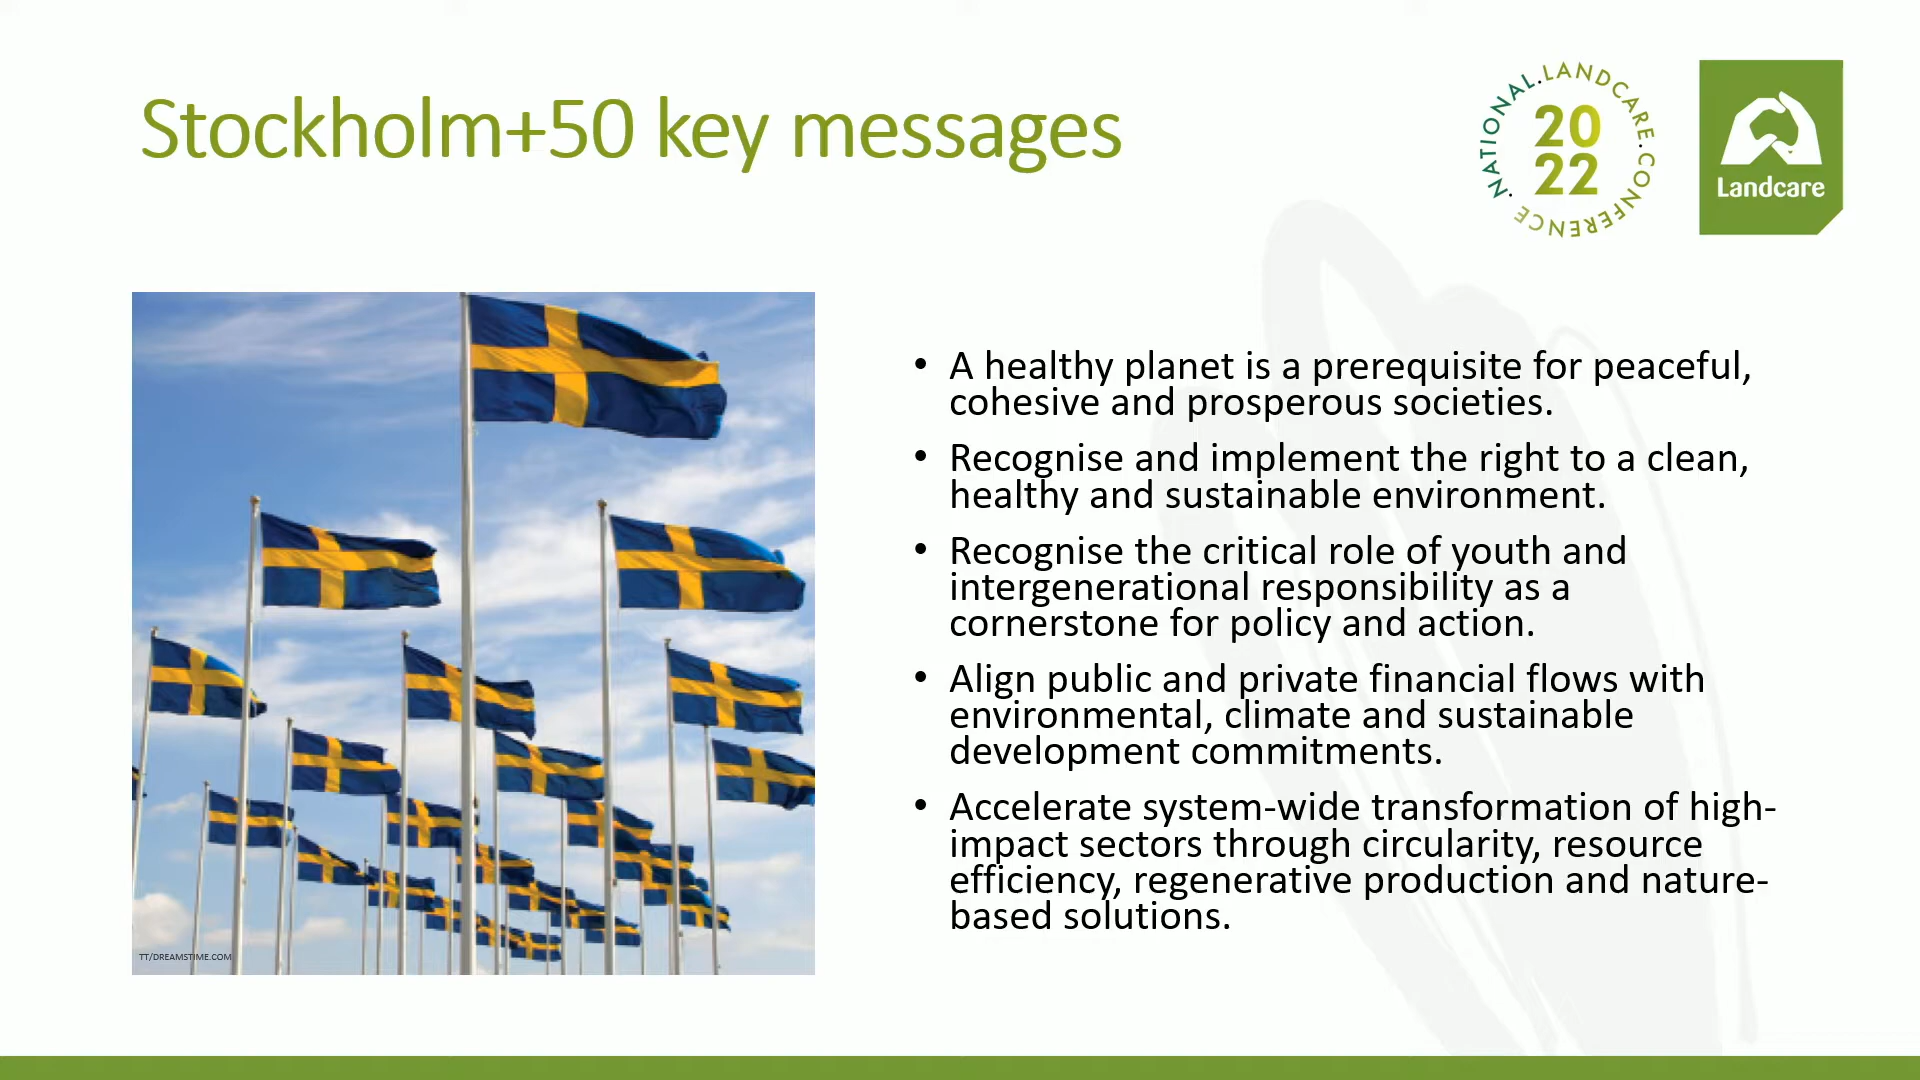 Stockholm+50 key messages
.NATIONAL.LANDCARE.CONFERENCE
20
22
Landcare
• A healthy planet is a prerequisite for peaceful,
cohesive and prosperous societies.
• Recognise and implement the right to a clean,
healthy and sustainable environment.
• Recognise the critical role of youth and
intergenerational responsibility as a
cornerstone for policy and action.
• Align public and private financial flows with
environmental, climate and sustainable
development commitments.
• Accelerate system-wide transformation of high-
impact sectors through circularity, resource
efficiency, regenerative production and nature-
based solutions.
TT/DREAMSTIME.COM